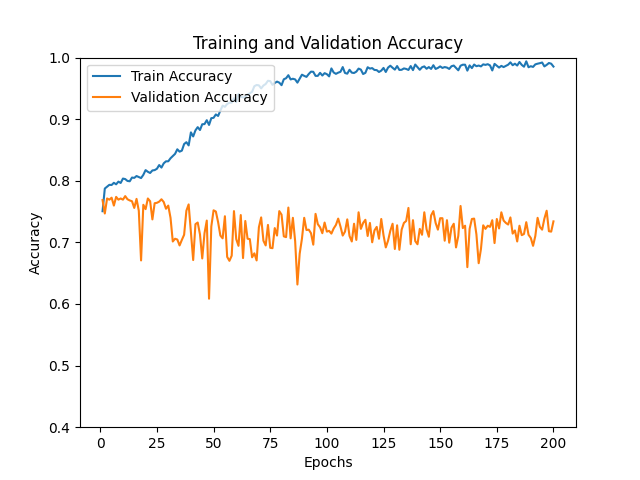 Training and Validation Accuracy
Train Accuracy
Validation Accuracy
1.0
0.9
0.8
0.7
0.6
0.5
0.4
Accuracy
0 25 50 75 100 125 150 175 200
Epochs